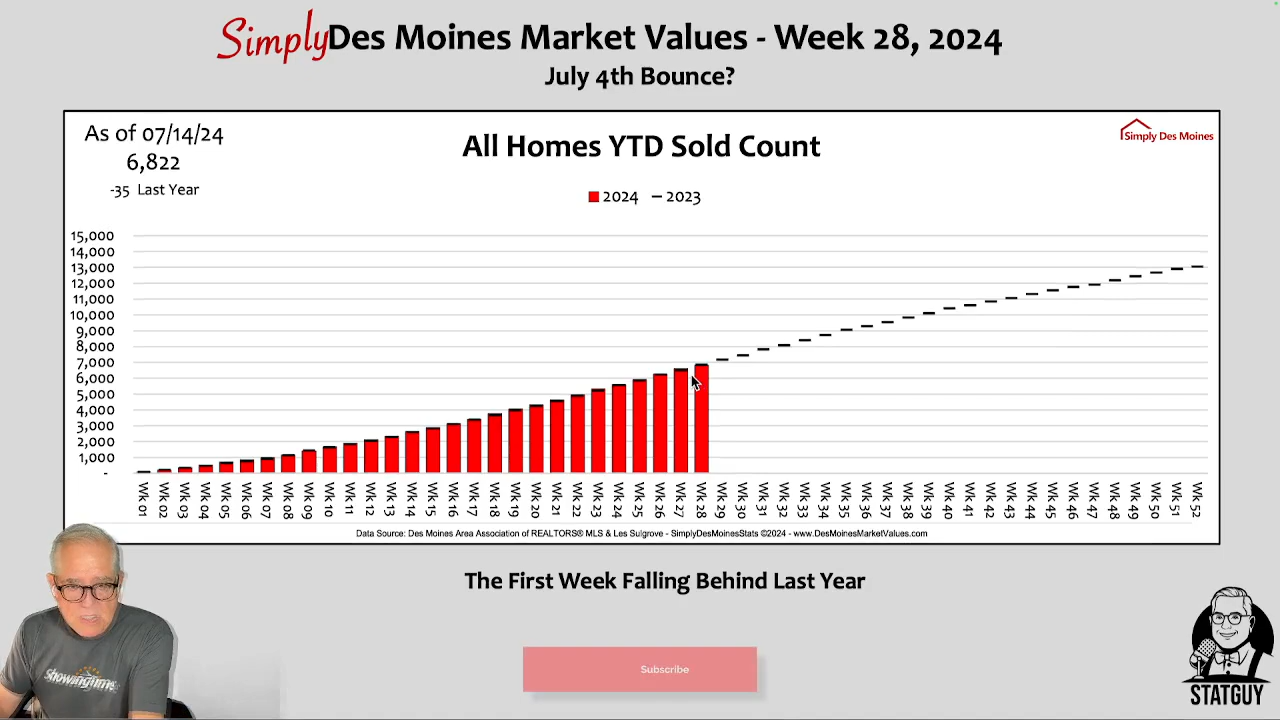 Simply Des Moines Market Values - Week 28, 2024
July 4th Bounce?
As of 07/14/24
6,822
-35 Last Year
All Homes YTD Sold Count
Simply Des Moines
2024 2023
15,000
14,000
13,000
12,000
11,000
10,000
9,000
8,000
7,000
6,000
5,000
4,000
3,000
2,000
1,000
-
Wk 01
Wk 02
Wk 03
Wk 04
Wk 05
Wk 06
Wk 07
Wk 08
Wk 09
Wk 10
Wk 11
Wk 12
Wk 13
Wk 14
Wk 15
Wk 16
Wk 17
Wk 18
Wk 19
Wk 20
Wk 21
Wk 22
Wk 23
Wk 24
Wk 25
Wk 26
Wk 27
Wk 28
Wk 29
Wk 30
Wk 31
Wk 32
Wk 33
Wk 34
Wk 35
Wk 36
Wk 37
Wk 38
Wk 39
Wk 40
Wk 41
Wk 42
Wk 43
Wk 44
Wk 45
Wk 46
Wk 47
Wk 48
Wk 49
Wk 50
Wk 51
Wk 52
Data Source: Des Moines Area Association of REALTORS® MLS & Les Sulgrove - SimplyDesMoinesStats ©2024 - www.DesMoinesMarketValues.com
The First Week Falling Behind Last Year
Showingtime
Subscribe
STATGUY